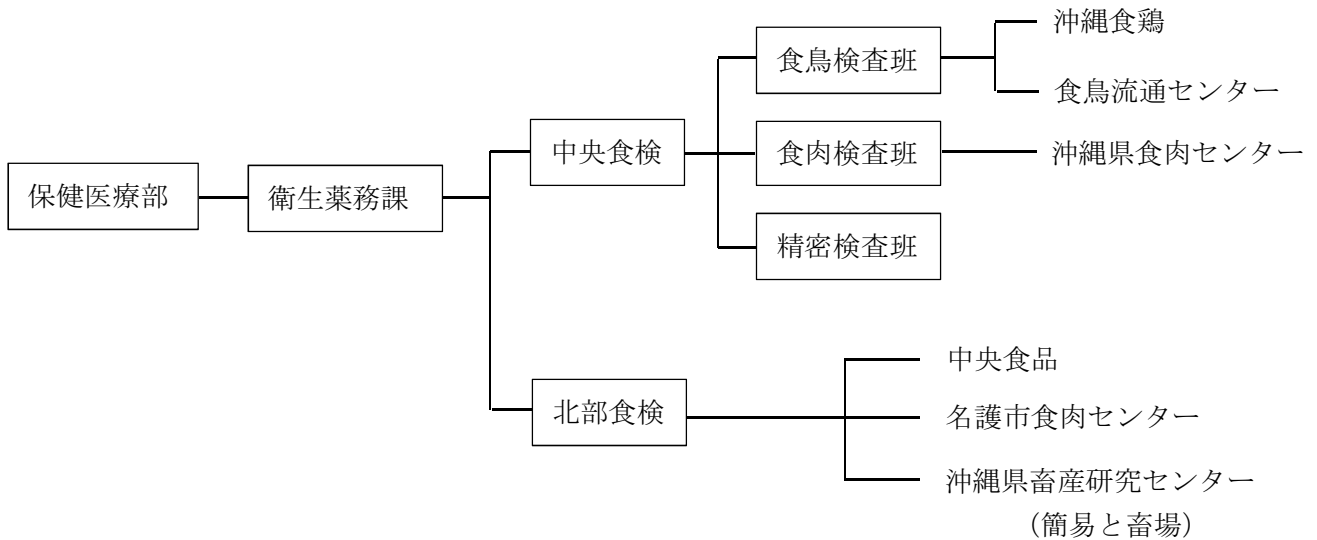 保健医療部
衛生薬務課
中央食検
食鳥検査班
沖縄食鶏
食鳥流通センター
食肉検査班
沖縄県食肉センター
精密検査班
北部食検
中央食品
名護市食肉センター
沖縄県畜産研究センター
（簡易と畜場）